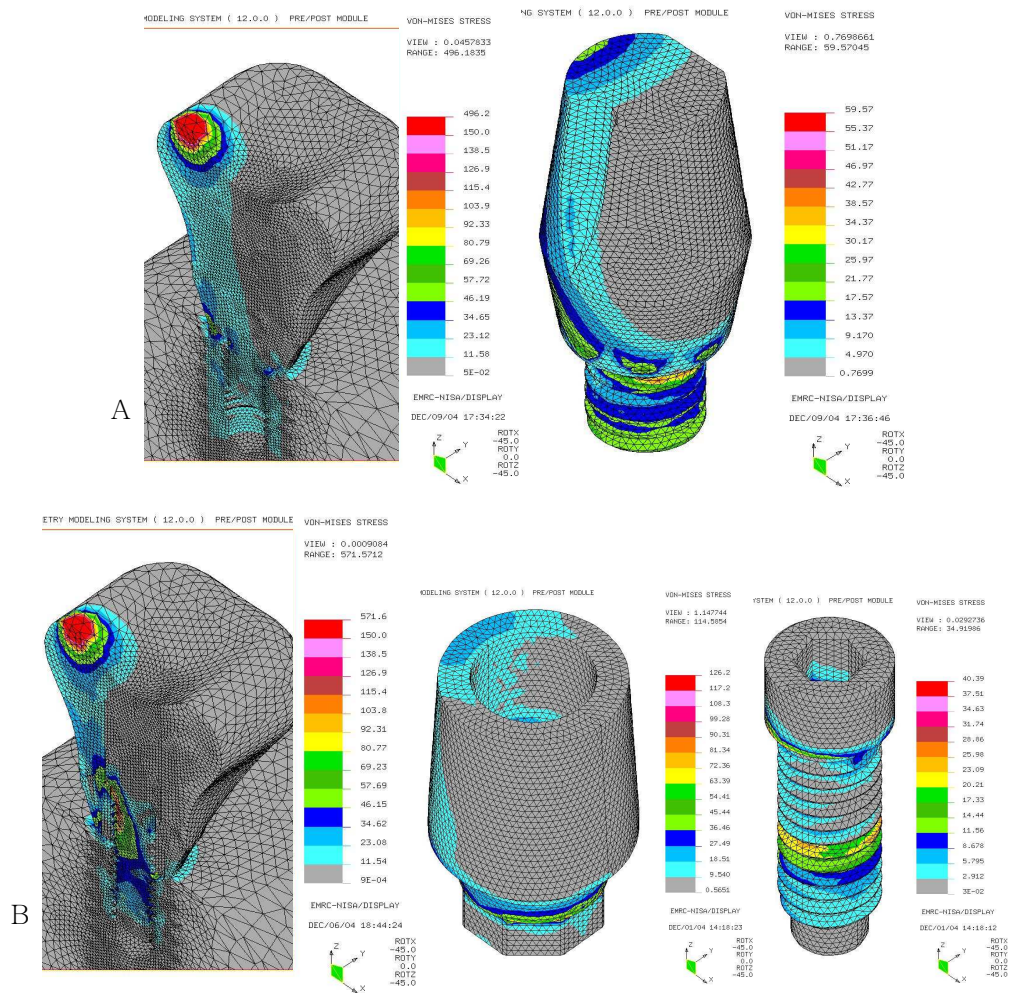 MODELING SYSTEM ( 12.0.0 ) PRE/POST MODULE
VON-MISES STRESS
VIEW : 0.0457833
RANGE: 496.1835
496.2
150.0
138.5
126.9
115.4
103.9
92.33
80.79
69.26
57.72
46.19
34.65
23.12
11.58
5E-02
EMRC-NISA/DISPLAY
DEC/09/04 17:34:22
ROTX
-45.0
ROTY
0.0
ROTZ
-45.0
Z
Y
X
A
NG SYSTEM ( 12.0.0 ) PRE/POST MODULE
VON-MISES STRESS
VIEW : 0.7698661
RANGE: 59.57045
59.57
55.37
51.17
46.97
42.77
38.57
34.37
30.17
25.97
21.77
17.57
13.37
9.170
4.970
0.7699
EMRC-NISA/DISPLAY
DEC/09/04 17:36:46
ROTX
-45.0
ROTY
0.0
ROTZ
-45.0
Z
Y
X
ETRY MODELING SYSTEM ( 12.0.0 ) PRE/POST MODULE
VON-MISES STRESS
VIEW : 0.0009084
RANGE: 571.5712
571.6
150.0
138.5
126.9
115.4
103.8
92.31
80.77
69.23
57.69
46.15
34.62
23.08
11.54
9E-04
EMRC-NISA/DISPLAY
DEC/06/04 18:44:24
ROTX
-45.0
ROTY
0.0
ROTZ
-45.0
Z
Y
X
B
MODELING SYSTEM ( 12.0.0 ) PRE/POST MODULE
VON-MISES STRESS
VIEW : 1.147744
RANGE: 114.5854
126.2
117.2
108.3
99.28
90.31
81.34
72.36
63.39
54.41
45.44
36.46
27.49
18.51
9.540
0.5651
EMRC-NISA/DISPLAY
DEC/01/04 14:18:23
ROTX
-45.0
ROTY
0.0
ROTZ
-45.0
Z
Y
X
SYSTEM ( 12.0.0 ) PRE/POST MODULE
VON-MISES STRESS
VIEW : 0.0292736
RANGE: 34.91986
40.39
37.51
34.63
31.74
28.86
25.98
23.09
20.21
17.33
14.44
11.56
8.678
5.795
2.912
3E-02
EMRC-NISA/DISPLAY
DEC/01/04 14:18:12
ROTX
-45.0
ROTY
0.0
ROTZ
-45.0
Z
Y
X